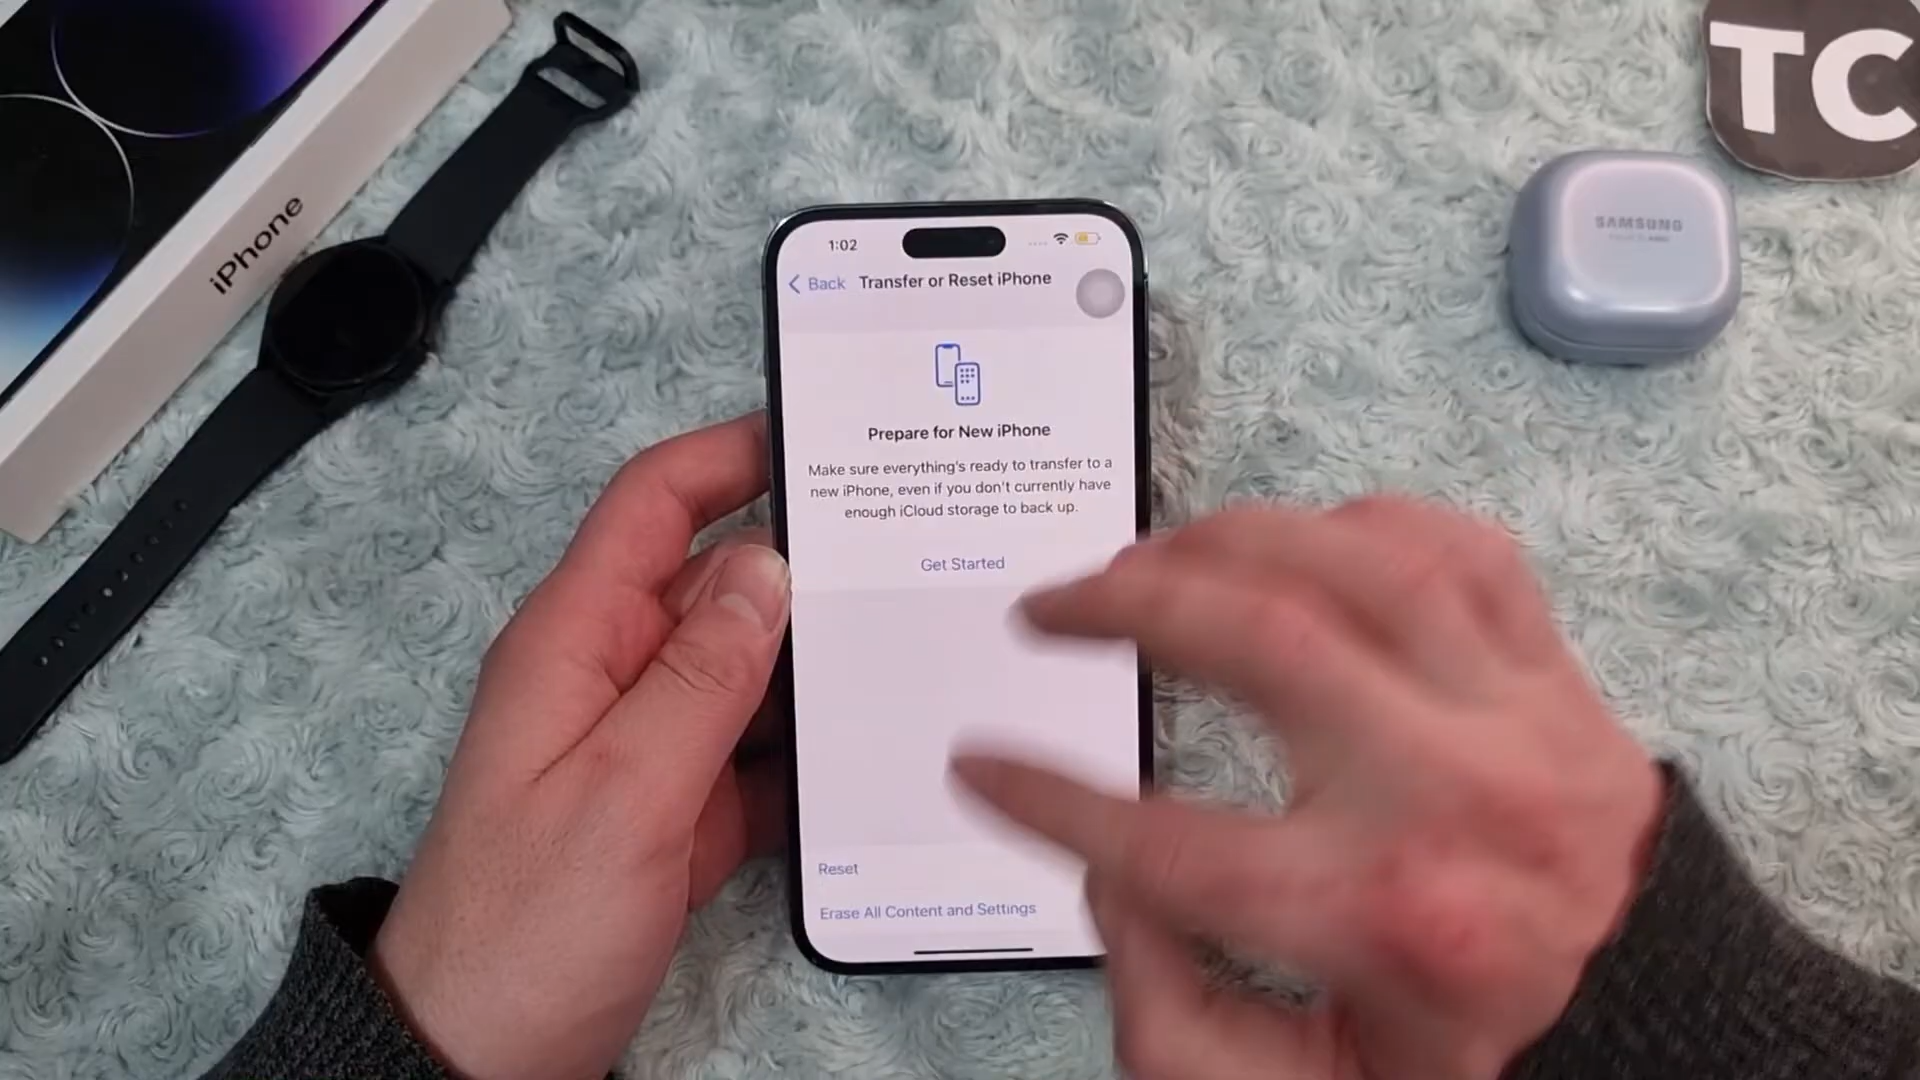 TC
iPhone
SAMSUNG
1:02
Back
Transfer or Reset iPhone
Prepare for New iPhone
Make sure everything's ready to transfer to a
new iPhone, even if you don't currently have
enough iCloud storage to back up.
Get Started
Reset
Erase All Content and Settings